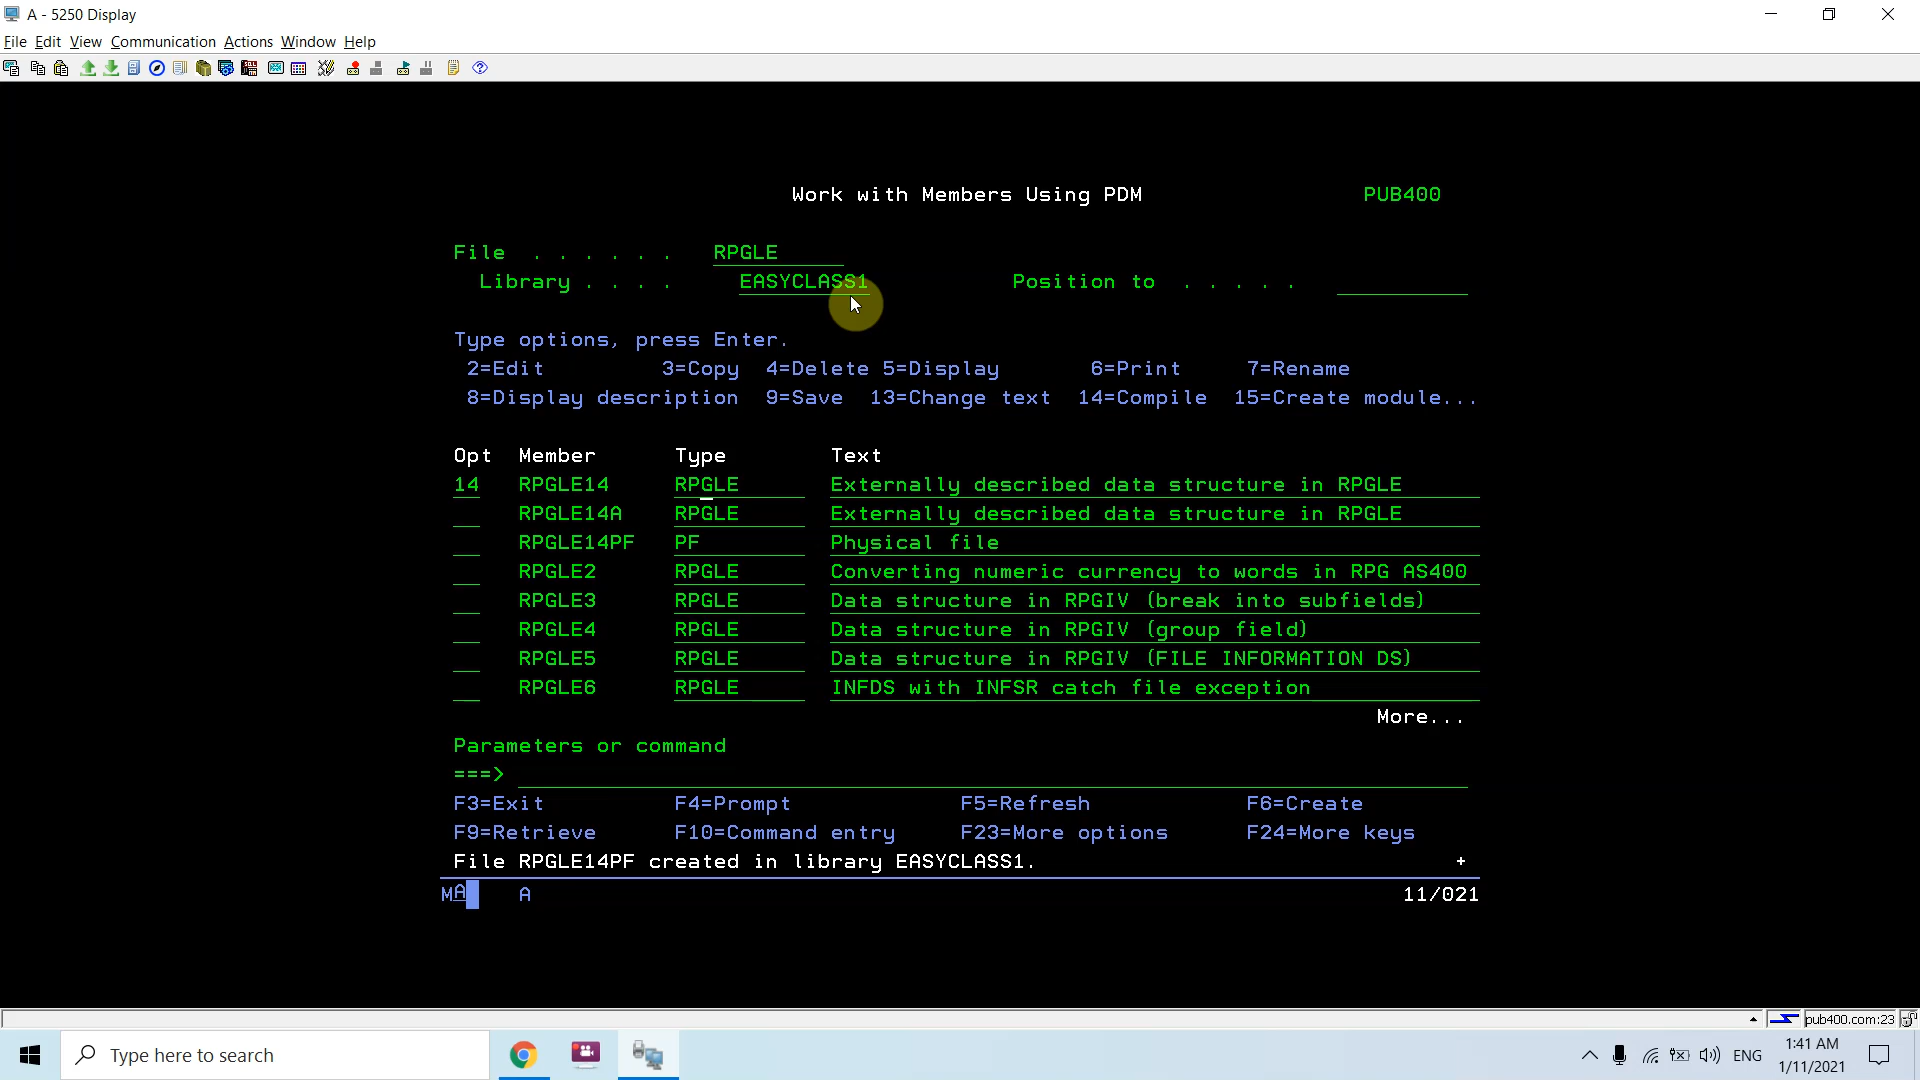 A - 5250 Display
File Edit View Communication Actions Window Help
Work with Members Using PDM PUB400
File . . . . . . RPGLE
Library . . . . EASYCLASS1 Position to . . . . .
Type options, press Enter.
2=Edit 3=Copy 4=Delete 5=Display 6=Print 7=Rename
8=Display description 9=Save 13=Change text 14=Compile 15=Create module...
Opt Member Type Text
14 RPGLE14 RPGLE Externally described data structure in RPGLE
RPGLE14A RPGLE Externally described data structure in RPGLE
RPGLE14PF PF Physical file
RPGLE2 RPGLE Converting numeric currency to words in RPG AS400
RPGLE3 RPGLE Data structure in RPGIV (break into subfields)
RPGLE4 RPGLE Data structure in RPGIV (group field)
RPGLE5 RPGLE Data structure in RPGIV (FILE INFORMATION DS)
RPGLE6 RPGLE INFDS with INFSR catch file exception
More...
Parameters or command
===>
F3=Exit F4=Prompt F5=Refresh F6=Create
F9=Retrieve F10=Command entry F23=More options F24=More keys
File RPGLE14PF created in library EASYCLASS1. +
MA A 11/021
pub400.com:23
Type here to search
ENG
1:41 AM
1/11/2021